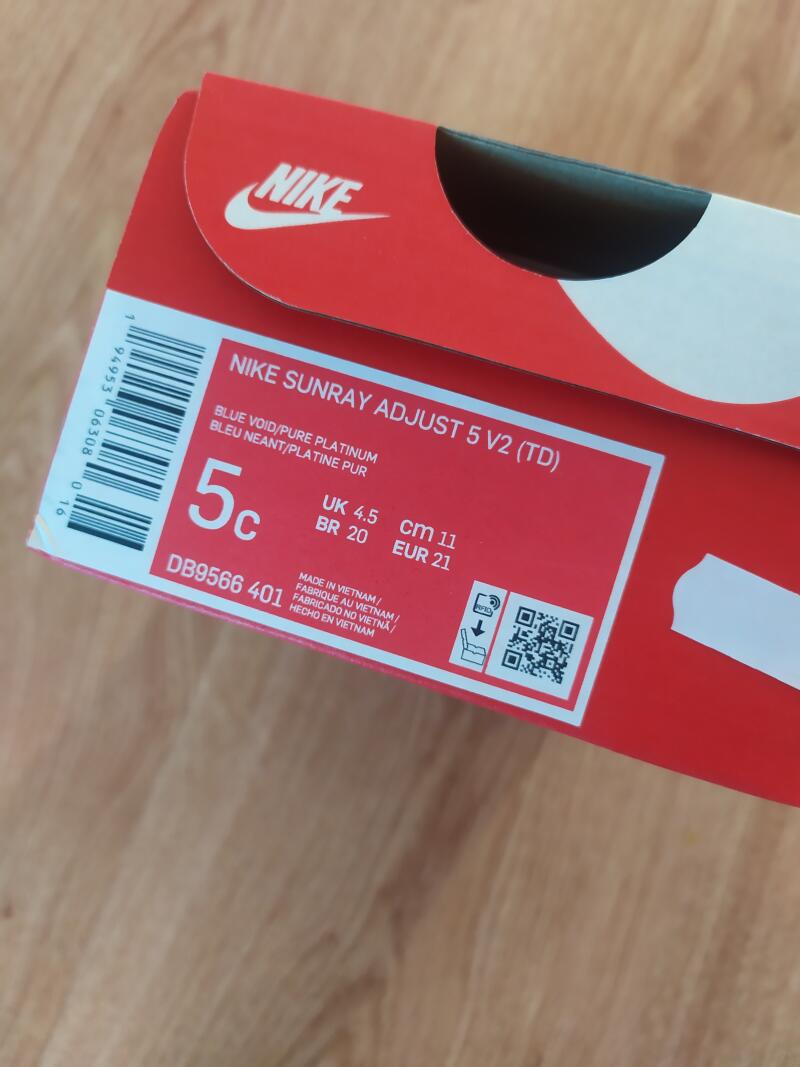 NIKE
1 94953 06308 0 16
NIKE SUNRAY ADJUST 5 V2 (TD)
BLUE VOID/PURE PLATINUM
BLEU NEANT/PLATINE PUR
5c
UK 4.5
BR 20
cm 11
EUR 21
DB9566 401
MADE IN VIETNAM /
FABRIQUE AU VIETNAM /
FABRICADO NO VIETNÃ /
HECHO EN VIETNAM
RFID